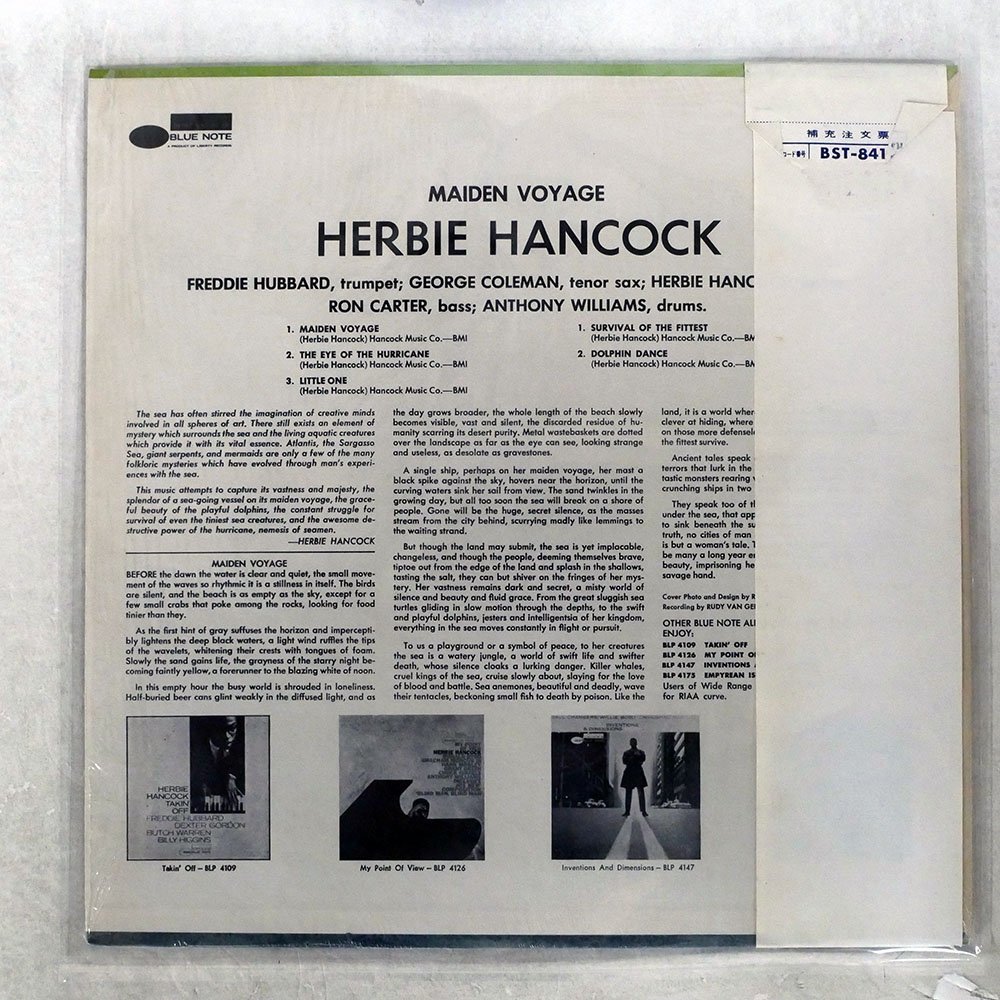 BLUE NOTE
A PRODUCT OF LIBERTY RECORDS
補充注文票
コード番号 BST-841
MAIDEN VOYAGE
HERBIE HANCOCK
FREDDIE HUBBARD, trumpet; GEORGE COLEMAN, tenor sax; HERBIE HANC
RON CARTER, bass; ANTHONY WILLIAMS, drums.
1. MAIDEN VOYAGE
(Herbie Hancock) Hancock Music Co.—BMI
2. THE EYE OF THE HURRICANE
(Herbie Hancock) Hancock Music Co.—BMI
3. LITTLE ONE
(Herbie Hancock) Hancock Music Co.—BMI
1. SURVIVAL OF THE FITTEST
(Herbie Hancock) Hancock Music Co.—BM
2. DOLPHIN DANCE
(Herbie Hancock) Hancock Music Co.—BM
The sea has often stirred the imagination of creative minds
involved in all spheres of art. There still exists an element of
mystery which surrounds the sea and the living aquatic creatures
which provide it with its vital essence. Atlantis, the Sargasso
Sea, giant serpents, and mermaids are only a few of the many
folkloric mysteries which have evolved through man's experi-
ences with the sea.
This music attempts to capture its vastness and majesty, the
splendor of a sea-going vessel on its maiden voyage, the grace-
ful beauty of the playful dolphins, the constant struggle for
survival of even the tiniest sea creatures, and the awesome de-
structive power of the hurricane, nemesis of seamen.
—HERBIE HANCOCK
MAIDEN VOYAGE
BEFORE the dawn the water is clear and quiet, the small move-
ment of the waves so rhythmic it is a stillness in itself. The birds
are silent, and the beach is as empty as the sky, except for a
few small crabs that poke among the rocks, looking for food
tinier than they.
As the first hint of gray suffuses the horizon and impercepti-
bly lightens the deep black waters, a light wind ruffles the tips
of the wavelets, whitening their crests with tongues of foam.
Slowly the sand gains life, the grayness of the starry night be-
coming faintly yellow, a forerunner to the blazing white of noon.
In this empty hour the busy world is shrouded in loneliness.
Half-buried beer cans glint weakly in the diffused light, and as
the day grows broader, the whole length of the beach slowly
becomes visible, vast and silent, the discarded residue of hu-
manity scarring its desert purity. Metal wastebaskets are dotted
over the landscape as far as the eye can see, looking strange
and useless, as desolate as gravestones.
A single ship, perhaps on her maiden voyage, her mast a
black spike against the sky, hovers near the horizon, until the
curving waters sink her sail from view. The sand twinkles in the
growing day, but all too soon the sea will break on a shore of
people. Gone will be the huge, secret silence, as the masses
stream from the city behind, scurrying madly like lemmings to
the waiting strand.
But though the land may submit, the sea is yet implacable,
changeless, and though the people, deeming themselves brave,
tiptoe out from the edge of the land and splash in the shallows,
tasting the salt, they can but shiver on the fringes of her mys-
tery. Her vastness remains dark and secret, a misty world of
silence and beauty and fluid grace. From the great sluggish sea
turtles gliding in slow motion through the depths, to the swift
and playful dolphins, jesters and intelligentsia of her kingdom,
everything in the sea moves constantly in flight or pursuit.
To us a playground or a symbol of peace, to her creatures
the sea is a watery jungle, a world of swift life and swifter
death, whose silence cloaks a lurking danger. Killer whales,
cruel kings of the sea, cruise slowly about, slaying for the love
of blood and battle. Sea anemones, beautiful and deadly, wave
their tentacles, beckoning small fish to death by poison. Like the
land, it is a world wher
clever at hiding, where
on those more defensel
the fittest survive.
Ancient tales speak
terrors that lurk in the
tastic monsters rearing
crunching ships in two
They speak too of th
under the sea, that app
to sink beneath the su
truth, no cities of man
is but a woman's tale. T
be many a long year e
beauty, imprisoning he
savage hand.
Cover Photo and Design by R
Recording by RUDY VAN GE
OTHER BLUE NOTE AL
ENJOY:
BLP 4109 TAKIN' OFF
BLP 4126 MY POINT O
BLP 4147 INVENTIONS
BLP 4175 EMPYREAN IS
Users of Wide Range
for RIAA curve.
HERBIE
HANCOCK
TAKIN'
OFF
FREDDIE HUBBARD
DEXTER GORDON
BUTCH WARREN
BILLY HIGGINS
HERBIE HANCOCK
INVENTIONS
& DIMENSIONS
Takin' Off — BLP 4109
My Point Of View — BLP 4126
Inventions And Dimensions — BLP 4147